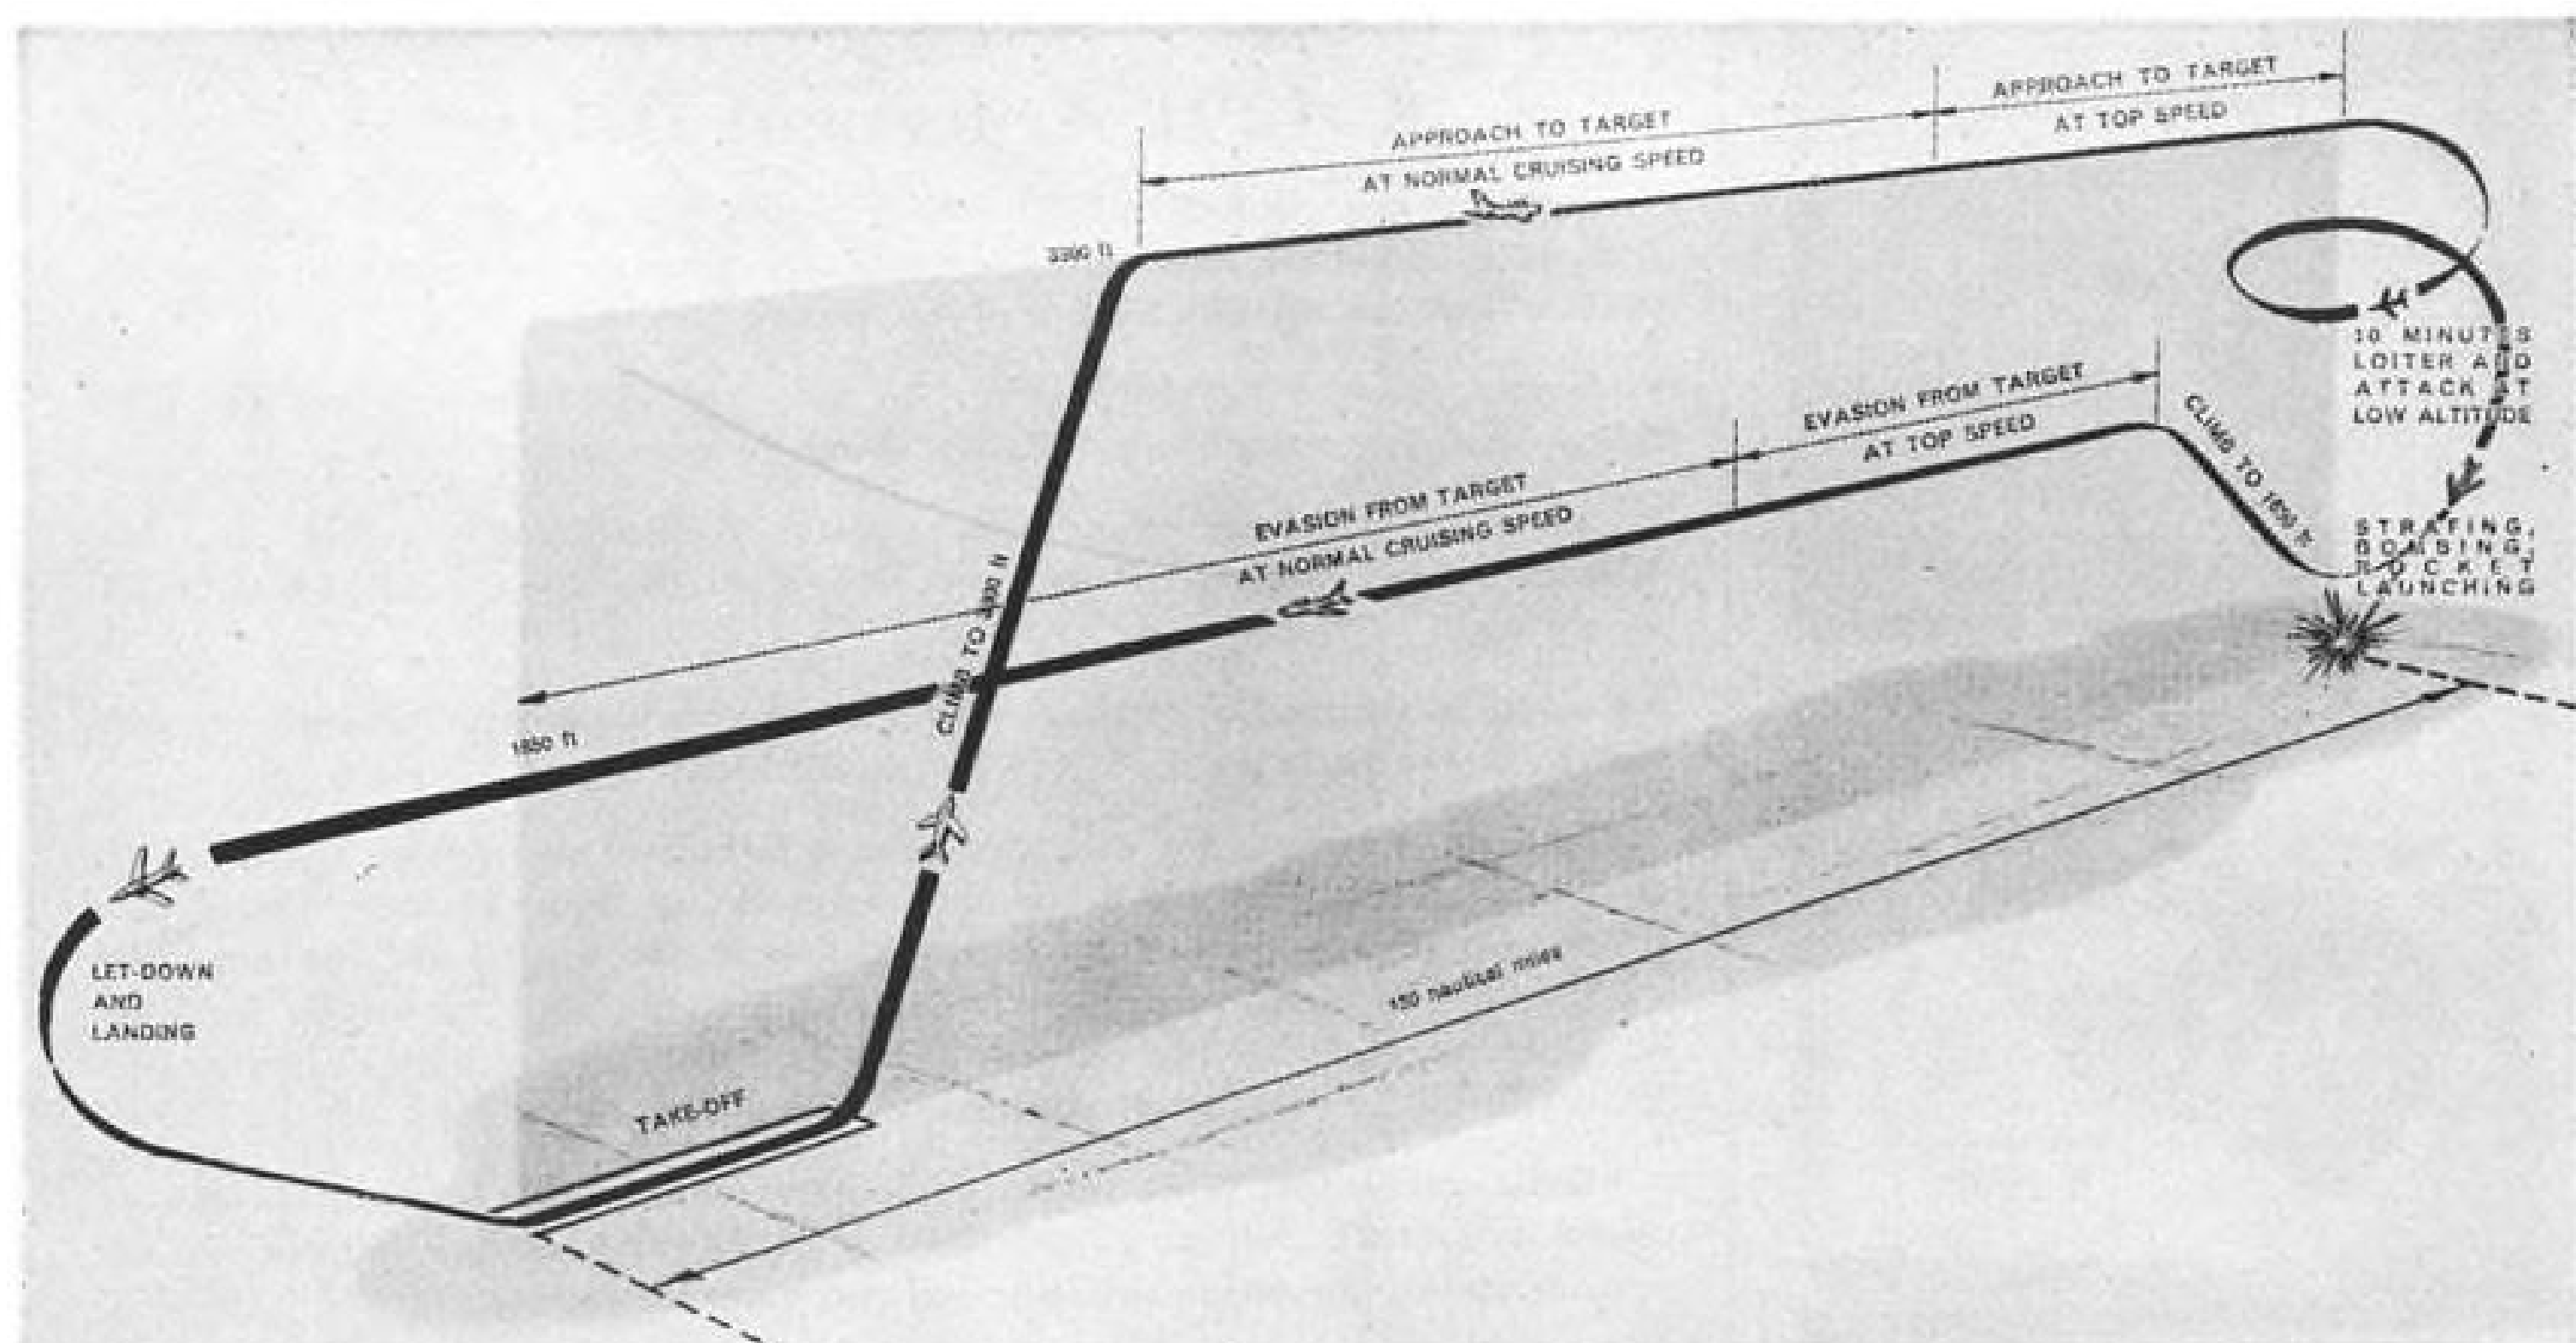 APPROACH TO TARGET
AT TOP SPEED
APPROACH TO TARGET
AT NORMAL CRUISING SPEED
3300 ft
10 MINUTES
LOITER AND
ATTACK AT
LOW ALTITUDE
EVASION FROM TARGET
AT TOP SPEED
CLIMB TO 1650 ft
EVASION FROM TARGET
AT NORMAL CRUISING SPEED
STRAFING,
BOMBING,
ROCKET
LAUNCHING
CLIMB TO 3300 ft
1650 ft
150 nautical miles
LET-DOWN
AND
LANDING
TAKE-OFF